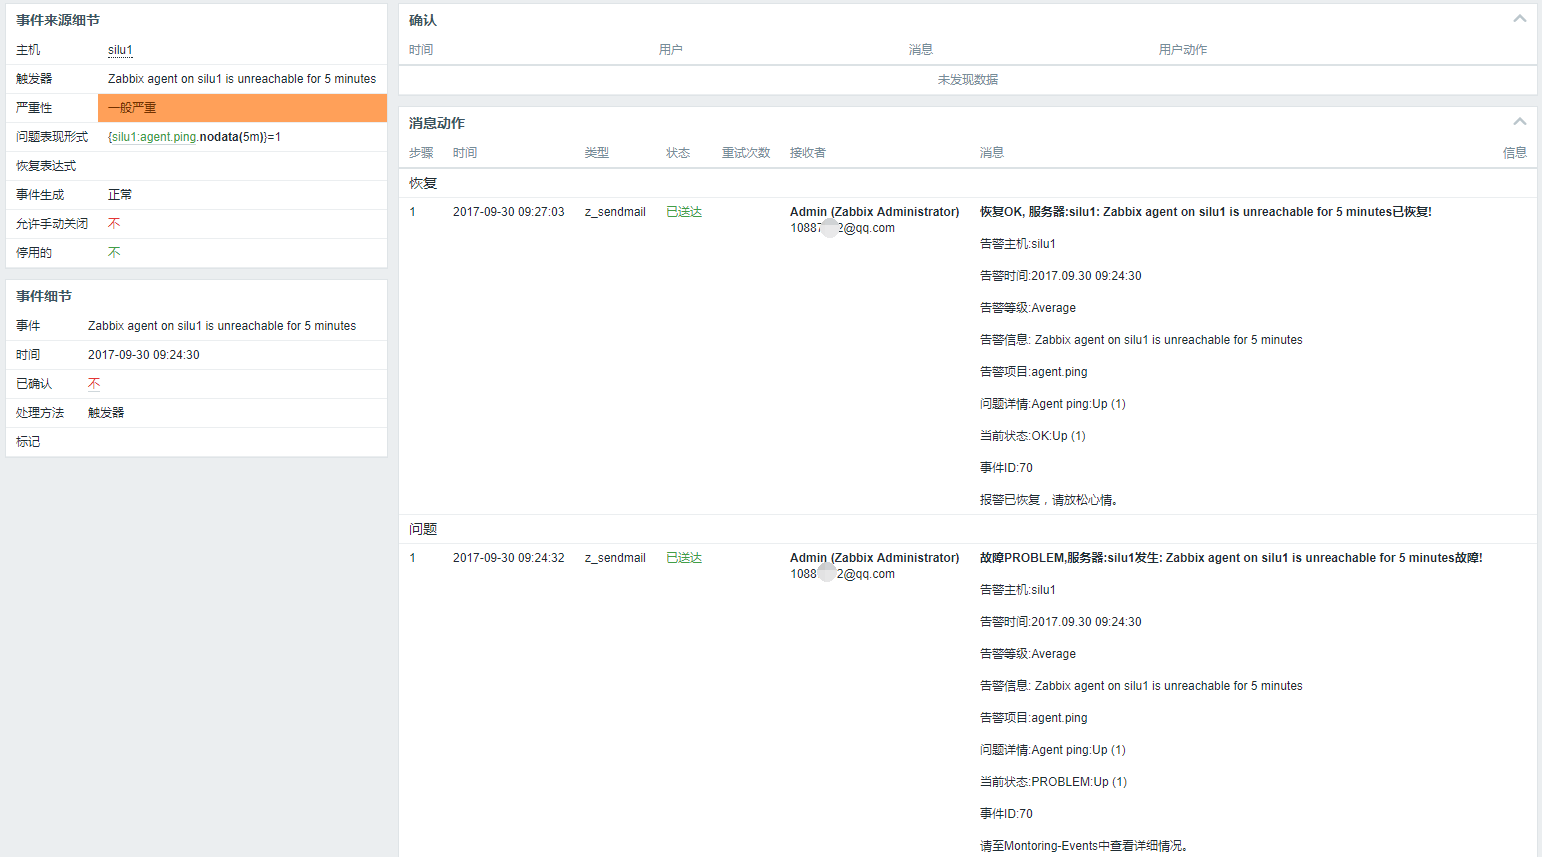 事件来源细节
主机 silu1
触发器 Zabbix agent on silu1 is unreachable for 5 minutes
严重性 一般严重
问题表现形式 {silu1:agent.ping.nodata(5m)}=1
恢复表达式
事件生成 正常
允许手动关闭 不
停用的 不
事件细节
事件 Zabbix agent on silu1 is unreachable for 5 minutes
时间 2017-09-30 09:24:30
已确认 不
处理方法 触发器
标记
确认
时间 用户 消息 用户动作
未发现数据
消息动作
步骤 时间 类型 状态 重试次数 接收者 消息 信息
恢复
1 2017-09-30 09:27:03 z_sendmail 已送达 Admin (Zabbix Administrator) 恢复OK, 服务器:silu1: Zabbix agent on silu1 is unreachable for 5 minutes已恢复!
2@qq.com
告警主机:silu1
告警时间:2017.09.30 09:24:30
告警等级:Average
告警信息: Zabbix agent on silu1 is unreachable for 5 minutes
告警项目:agent.ping
问题详情:Agent ping:Up (1)
当前状态:OK:Up (1)
事件ID:70
报警已恢复，请放松心情。
问题
1 2017-09-30 09:24:32 z_sendmail 已送达 Admin (Zabbix Administrator) 故障PROBLEM,服务器:silu1发生: Zabbix agent on silu1 is unreachable for 5 minutes故障!
1088 2@qq.com
告警主机:silu1
告警时间:2017.09.30 09:24:30
告警等级:Average
告警信息: Zabbix agent on silu1 is unreachable for 5 minutes
告警项目:agent.ping
问题详情:Agent ping:Up (1)
当前状态:PROBLEM:Up (1)
事件ID:70
请至Montoring-Events中查看详细情况。